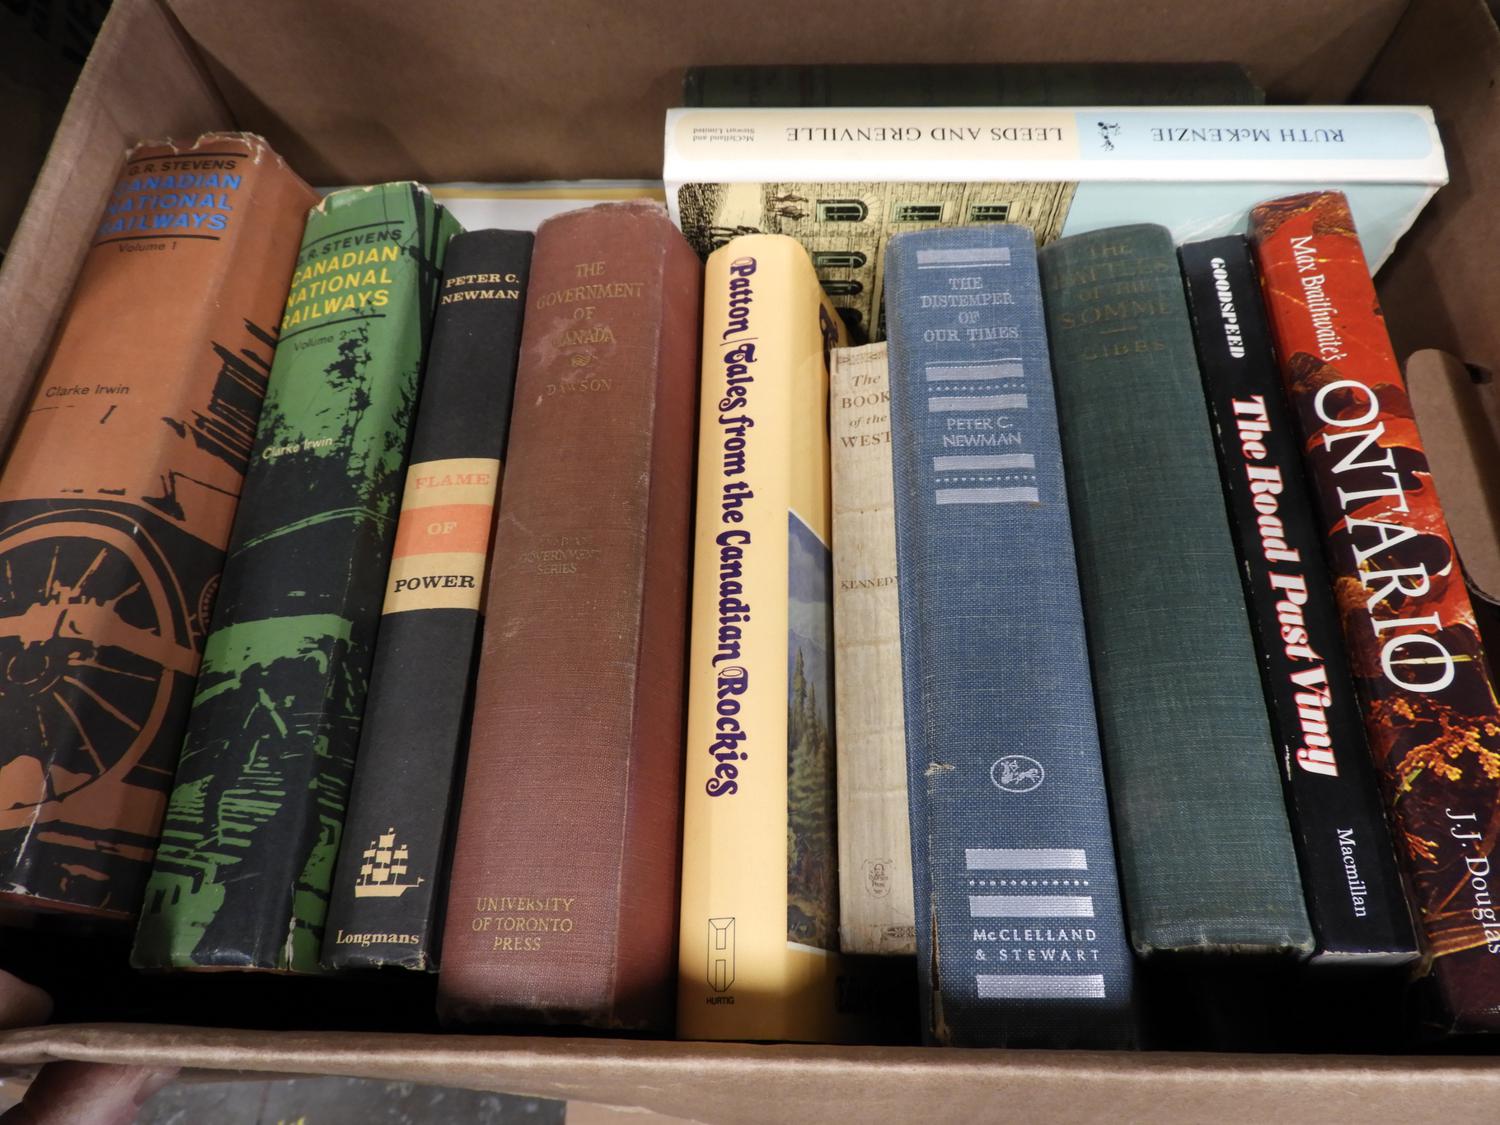 G.R. STEVENS
CANADIAN
NATIONAL
RAILWAYS
Volume 1
Clarke Irwin
G.R. STEVENS
CANADIAN
NATIONAL
RAILWAYS
Volume 2
Clarke Irwin
PETER C.
NEWMAN
FLAME
OF
POWER
Longmans
THE
GOVERNMENT
OF
CANADA
DAWSON
CANADIAN
GOVERNMENT
SERIES
UNIVERSITY
OF TORONTO
PRESS
Patton / Tales from the Canadian Rockies
HURTIG
The
BOOK
of the
WEST
KENNEDY
THE
DISTEMPER
OF
OUR TIMES
PETER C.
NEWMAN
McCLELLAND
& STEWART
THE
BATTLES
OF THE
SOMME
GIBBS
GOODSPEED
The Road Past Vimy
Macmillan
Max Braithwaite's
ONTARIO
J.J. Douglas
RUTH McKENZIE
LEEDS AND GRENVILLE
McClelland and
Stewart Limited